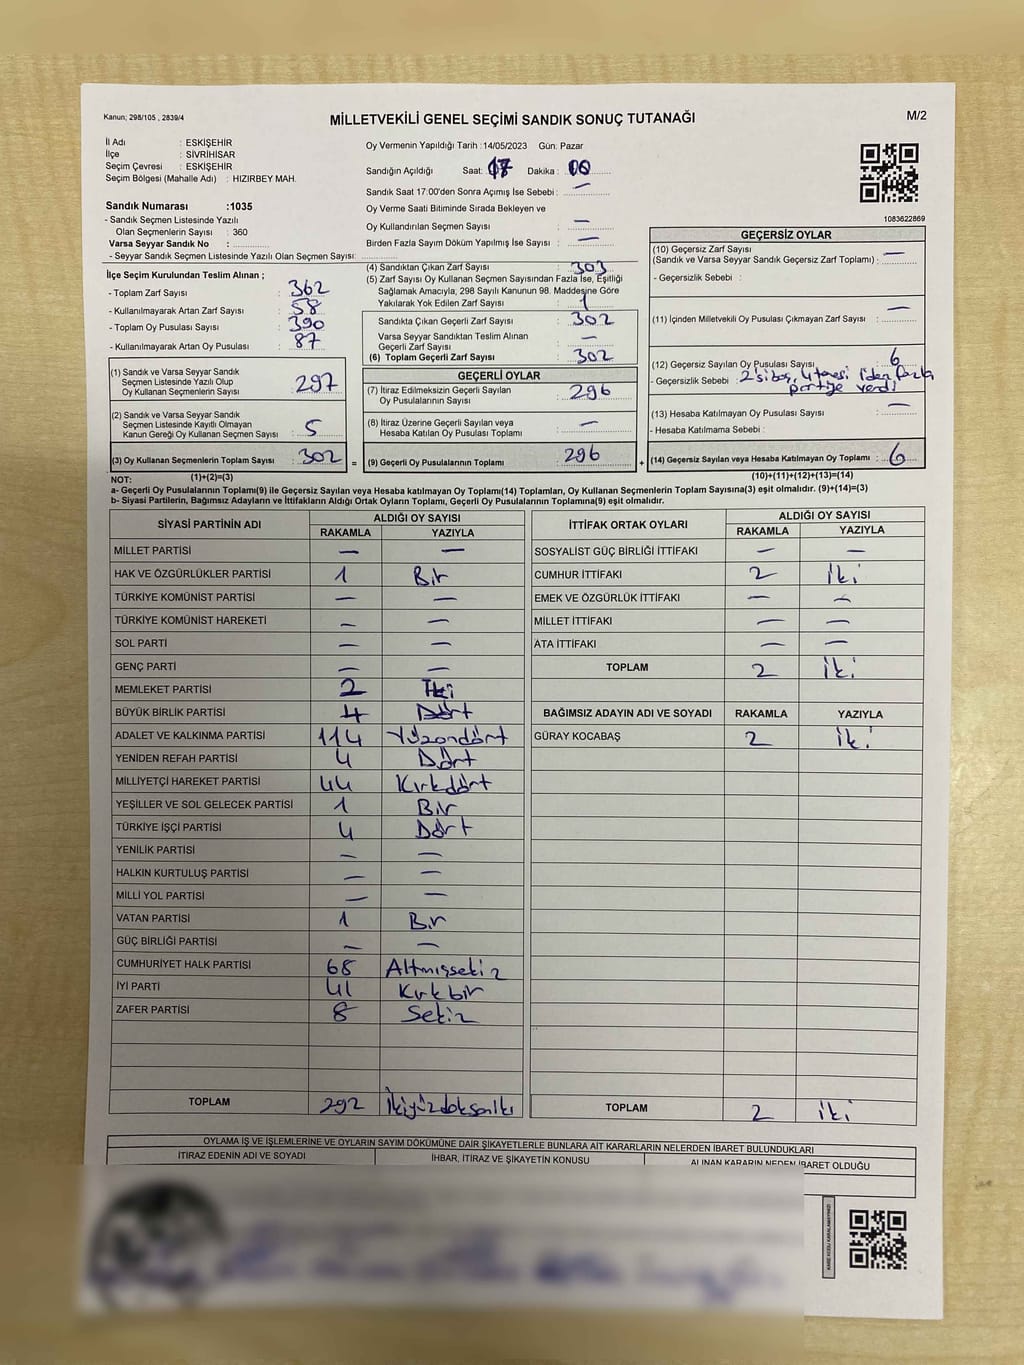 Kanun; 298/105 , 2839/4
MİLLETVEKİLİ GENEL SEÇİMİ SANDIK SONUÇ TUTANAĞI
M/2
İl Adı : ESKİŞEHİR
İlçe : SİVRİHİSAR
Seçim Çevresi : ESKİŞEHİR
Seçim Bölgesi (Mahalle Adı) : HIZIRBEY MAH.
Sandık Numarası :1035
- Sandık Seçmen Listesinde Yazılı
Olan Seçmenlerin Sayısı : 360
Varsa Seyyar Sandık No :
- Seyyar Sandık Seçmen Listesinde Yazılı Olan Seçmen Sayısı:
Oy Vermenin Yapıldığı Tarih :14/05/2023 Gün: Pazar
Sandığın Açıldığı Saat: 17 Dakika : 00
Sandık Saat 17:00'den Sonra Açımış İse Sebebi : —
Oy Verme Saati Bitiminde Sırada Bekleyen ve
Oy Kullandırılan Seçmen Sayısı : —
Birden Fazla Sayım Döküm Yapılmış İse Sayısı : —
1083622869
İlçe Seçim Kurulundan Teslim Alınan ;
- Toplam Zarf Sayısı : 362
- Kullanılmayarak Artan Zarf Sayısı : 58
- Toplam Oy Pusulası Sayısı : 390
- Kullanılmayarak Artan Oy Pusulası : 87
(1) Sandık ve Varsa Seyyar Sandık
Seçmen Listesinde Yazılı Olup
Oy Kullanan Seçmenlerin Sayısı : 297
(2) Sandık ve Varsa Seyyar Sandık
Seçmen Listesinde Kayıtlı Olmayan
Kanun Gereği Oy Kullanan Seçmen Sayısı : 5
(3) Oy Kullanan Seçmenlerin Toplam Sayısı : 302 =
(4) Sandıktan Çıkan Zarf Sayısı : 303
(5) Zarf Sayısı Oy Kullanan Seçmen Sayısından Fazla İse, Eşitliği
Sağlamak Amacıyla, 298 Sayılı Kanunun 98. Maddesine Göre
Yakılarak Yok Edilen Zarf Sayısı : 1
Sandıkta Çıkan Geçerli Zarf Sayısı : 302
Varsa Seyyar Sandıktan Teslim Alınan
Geçerli Zarf Sayısı : —
(6) Toplam Geçerli Zarf Sayısı : 302
GEÇERLİ OYLAR
(7) İtiraz Edilmeksizin Geçerli Sayılan
Oy Pusulalarının Sayısı : 296
(8) İtiraz Üzerine Geçerli Sayılan veya
Hesaba Katılan Oy Pusulası Toplamı : —
(9) Geçerli Oy Pusulalarının Toplamı : 296 +
GEÇERSİZ OYLAR
(10) Geçersiz Zarf Sayısı
(Sandık ve Varsa Seyyar Sandık Geçersiz Zarf Toplamı) : —
- Geçersizlik Sebebi :
(11) İçinden Milletvekili Oy Pusulası Çıkmayan Zarf Sayısı : —
(12) Geçersiz Sayılan Oy Pusulası Sayısı : 6
- Geçersizlik Sebebi : 2'si boş, 4 tanesi 1'den fazla
partiye verdi
(13) Hesaba Katılmayan Oy Pusulası Sayısı : —
- Hesaba Katılmama Sebebi :
(14) Geçersiz Sayılan veya Hesaba Katılmayan Oy Toplamı : 6
NOT: (1)+(2)=(3) (10)+(11)+(12)+(13)=(14)
a- Geçerli Oy Pusulalarının Toplamı(9) ile Geçersiz Sayılan veya Hesaba katılmayan Oy Toplamı(14) Toplamları, Oy Kullanan Seçmenlerin Toplam Sayısına(3) eşit olmalıdır. (9)+(14)=(3)
b- Siyasi Partilerin, Bağımsız Adayların ve İttifakların Aldığı Ortak Oyların Toplamı, Geçerli Oy Pusulalarının Toplamına(9) eşit olmalıdır.
SİYASİ PARTİNİN ADI ALDIĞI OY SAYISI
RAKAMLA YAZIYLA
MİLLET PARTİSİ — —
HAK VE ÖZGÜRLÜKLER PARTİSİ 1 Bir
TÜRKİYE KOMÜNİST PARTİSİ — —
TÜRKİYE KOMÜNİST HAREKETİ — —
SOL PARTİ — —
GENÇ PARTİ — —
MEMLEKET PARTİSİ 2 İki
BÜYÜK BİRLİK PARTİSİ 4 Dört
ADALET VE KALKINMA PARTİSİ 114 Yüzondört
YENİDEN REFAH PARTİSİ 4 Dört
MİLLİYETÇİ HAREKET PARTİSİ 44 Kırkdört
YEŞİLLER VE SOL GELECEK PARTİSİ 1 Bir
TÜRKİYE İŞÇİ PARTİSİ 4 Dört
YENİLİK PARTİSİ — —
HALKIN KURTULUŞ PARTİSİ — —
MİLLİ YOL PARTİSİ — —
VATAN PARTİSİ 1 Bir
GÜÇ BİRLİĞİ PARTİSİ — —
CUMHURİYET HALK PARTİSİ 68 Altmışsekiz
İYİ PARTİ 41 Kırkbir
ZAFER PARTİSİ 8 Sekiz
TOPLAM 292 İkiyüzdoksaniki
İTTİFAK ORTAK OYLARI ALDIĞI OY SAYISI
RAKAMLA YAZIYLA
SOSYALİST GÜÇ BİRLİĞİ İTTİFAKI — —
CUMHUR İTTİFAKI 2 İki
EMEK VE ÖZGÜRLÜK İTTİFAKI — —
MİLLET İTTİFAKI — —
ATA İTTİFAKI — —
TOPLAM 2 İki
BAĞIMSIZ ADAYIN ADI VE SOYADI RAKAMLA YAZIYLA
GÜRAY KOCABAŞ 2 İki
TOPLAM 2 iki
OYLAMA İŞ VE İŞLEMLERİNE VE OYLARIN SAYIM DÖKÜMÜNE DAİR ŞİKAYETLERLE BUNLARA AİT KARARLARIN NELERDEN İBARET BULUNDUKLARI
İTİRAZ EDENİN ADI VE SOYADI İHBAR, İTİRAZ VE ŞİKAYETİN KONUSU ALINAN KARARIN NEDEN İBARET OLDUĞU
KARE KODU KARALAMAYINIZ!